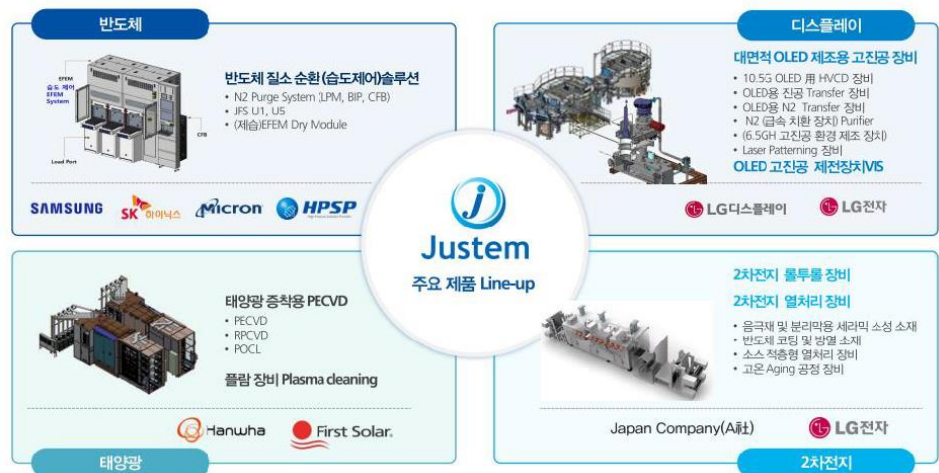 반도체
EFEM
습도 제어
EFEM
System
CFB
Load Port
반도체 질소 순환(습도제어)솔루션
• N2 Purge System (LPM, BIP, CFB)
• JFS U1, U5
• (제습)EFEM Dry Module
SAMSUNG
SK 하이닉스
Micron
HPSP
디스플레이
대면적 OLED 제조용 고진공 장비
• 10.5G OLED 用 HVCD 장비
• OLED용 진공 Transfer 장비
• OLED용 N2 Transfer 장비
• N2 (급속 치환 장치) Purifier
• (6.5GH 고진공 환경 제조 장치)
• Laser Patterning 장비
OLED 고진공 제전장치VIS
LG디스플레이
LG전자
j
Justem
주요 제품 Line-up
태양광 증착용 PECVD
• PECVD
• RPCVD
• POCL
플람 장비 Plasma cleaning
Hanwha
First Solar.
태양광
2차전지 롤투롤 장비
2차전지 열처리 장비
• 음극재 및 분리막용 세라믹 소성 소재
• 반도체 코팅 및 방열 소재
• 소스 적층형 열처리 장비
• 고온 Aging 공정 장비
Japan Company(A社)
LG전자
2차전지